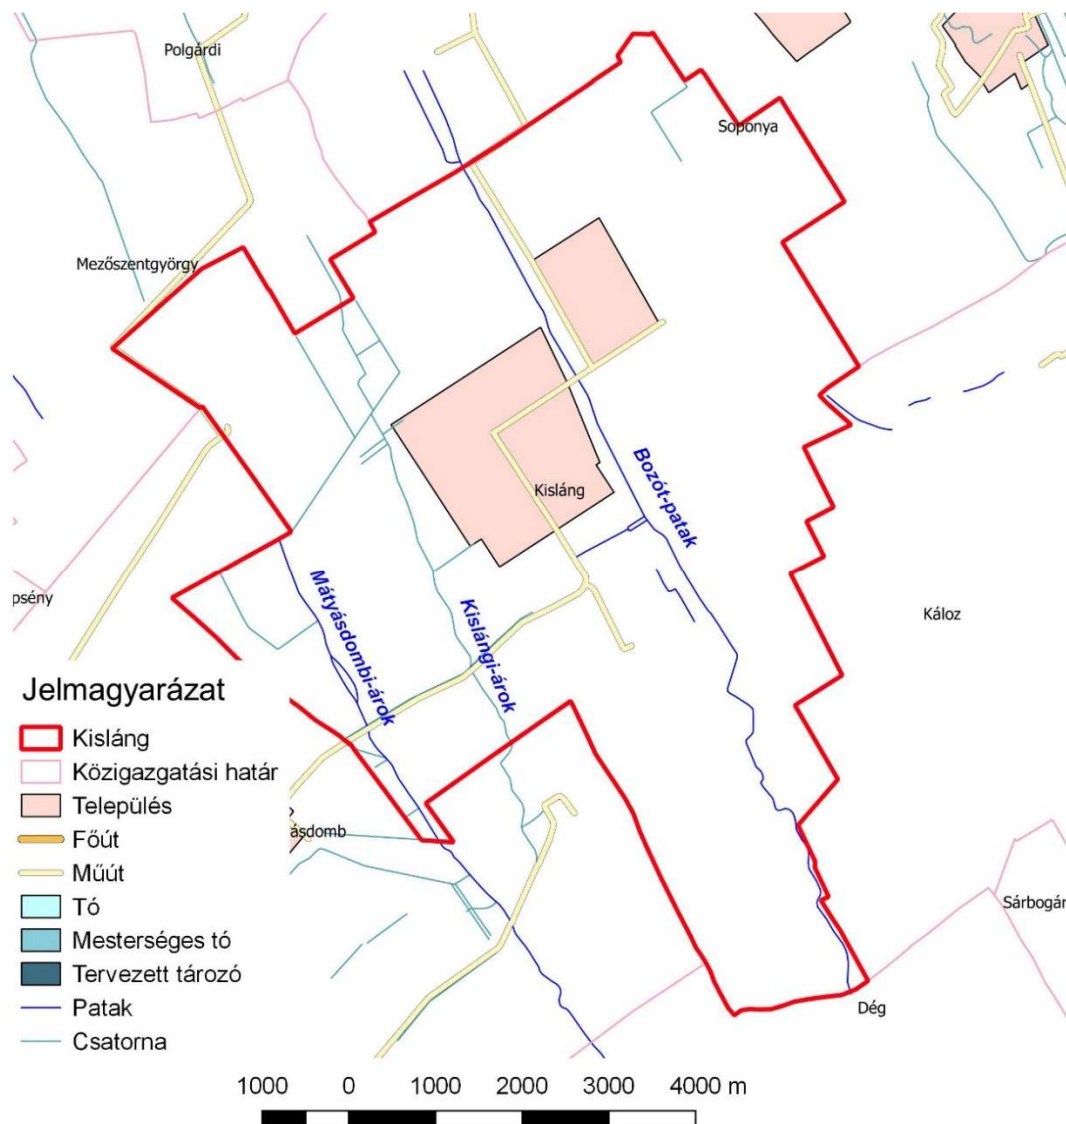 Polgárdi
Soponya
Mezőszentgyörgy
Bozót-patak
Kisláng
psény
Mátyásdombi-árok
Kislángi-árok
Káloz
ásdomb
Sárbogár
Dég
Jelmagyarázat
Kisláng
Közigazgatási határ
Település
Főút
Műút
Tó
Mesterséges tó
Tervezett tározó
Patak
Csatorna
1000 0 1000 2000 3000 4000 m